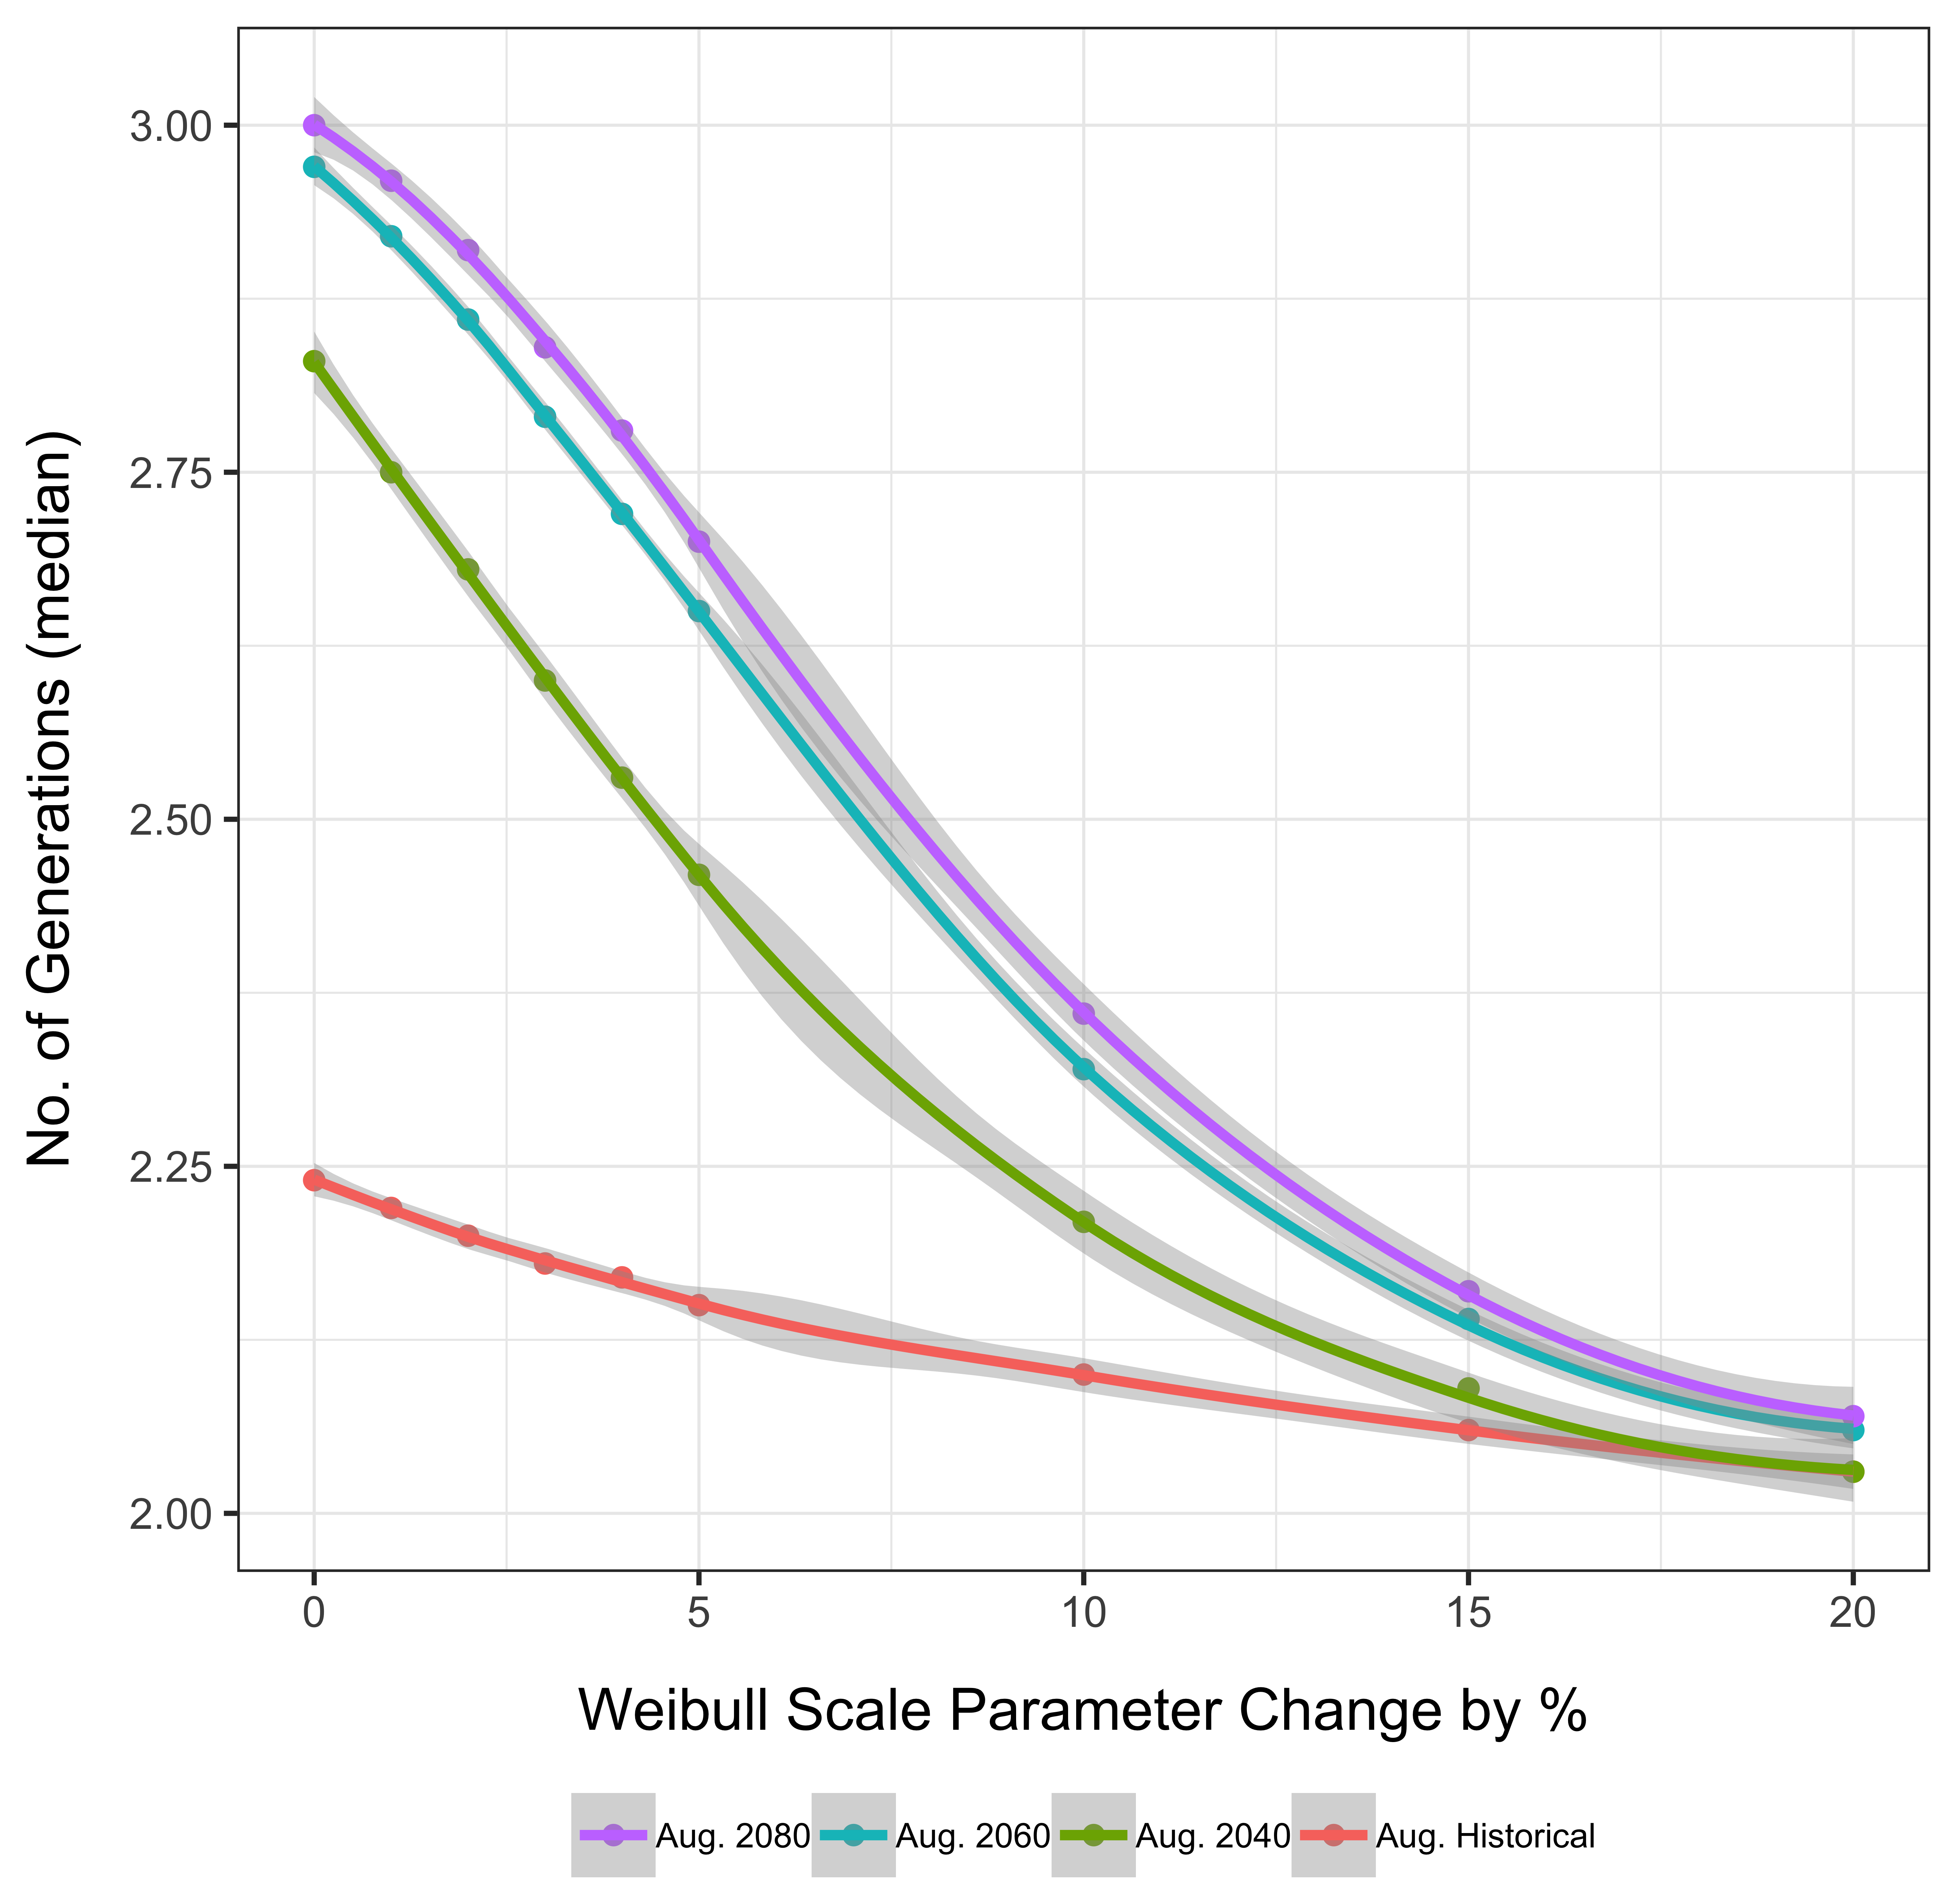 No. of Generations (median)
3.00
2.75
2.50
2.25
2.00
0 5 10 15 20
Weibull Scale Parameter Change by %
Aug. 2080 Aug. 2060 Aug. 2040 Aug. Historical